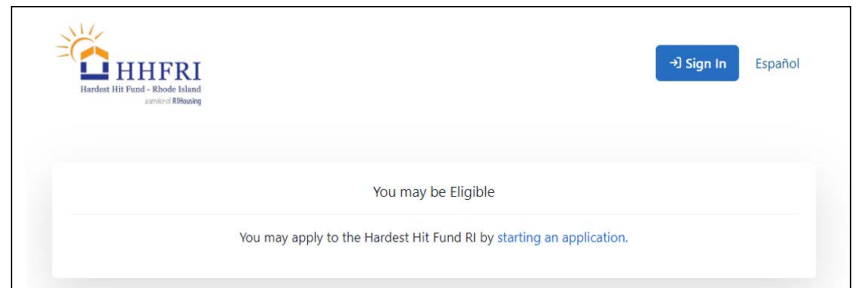 HHFRI
Hardest Hit Fund - Rhode Island
a service of RIHousing
Sign In
Español
You may be Eligible
You may apply to the Hardest Hit Fund RI by starting an application.